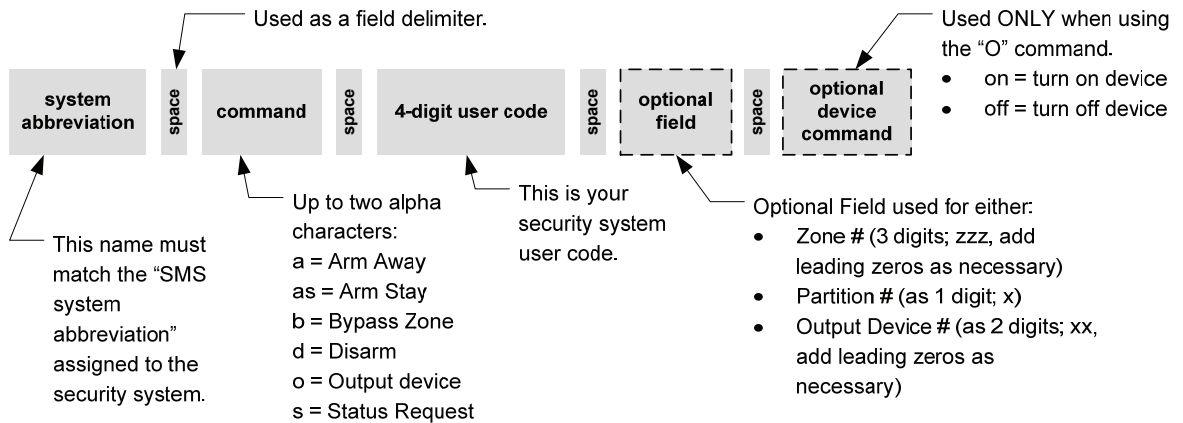 Used as a field delimiter.
Used ONLY when using
the “O” command.
• on = turn on device
• off = turn off device
system
abbreviation
space
command
space
4-digit user code
space
optional
field
space
optional
device
command
This name must
match the “SMS
system
abbreviation”
assigned to the
security system.
Up to two alpha
characters:
a = Arm Away
as = Arm Stay
b = Bypass Zone
d = Disarm
o = Output device
s = Status Request
This is your
security system
user code.
Optional Field used for either:
• Zone # (3 digits; zzz, add
leading zeros as necessary)
• Partition # (as 1 digit; x)
• Output Device # (as 2 digits; xx,
add leading zeros as
necessary)